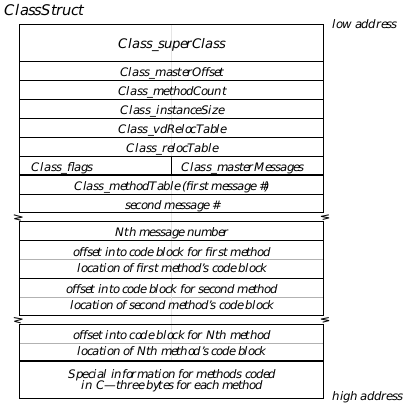 ClassStruct
low address
Class_superClass
Class_masterOffset
Class_methodCount
Class_instanceSize
Class_vdRelocTable
Class_relocTable
Class_flags Class_masterMessages
Class_methodTable (first message #)
second message #
Nth message number
offset into code block for first method
location of first method's code block
offset into code block for second method
location of second method's code block
offset into code block for Nth method
location of Nth method's code block
Special information for methods coded
in C—three bytes for each method
high address